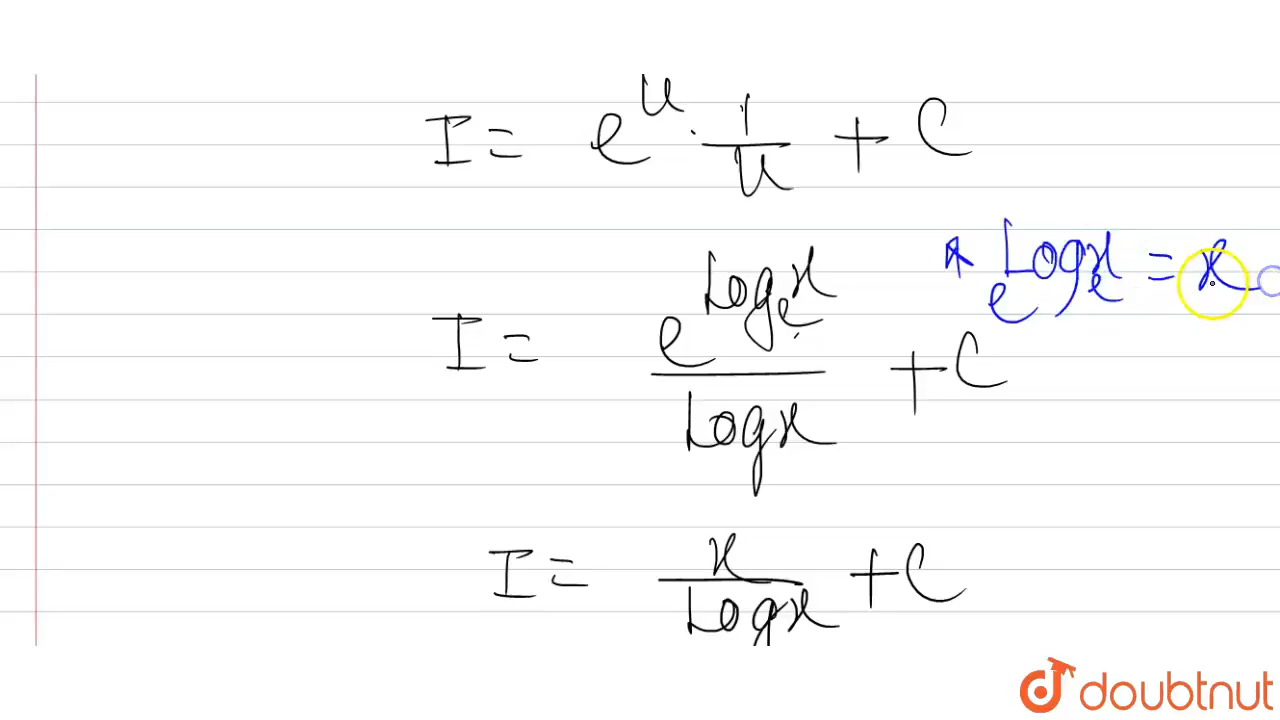 I = e^u · 1/u + C
* e^(Log_e x) = x
I = e^(Log_e x) / Log x + C
I = x / Log x + C
doubtnut